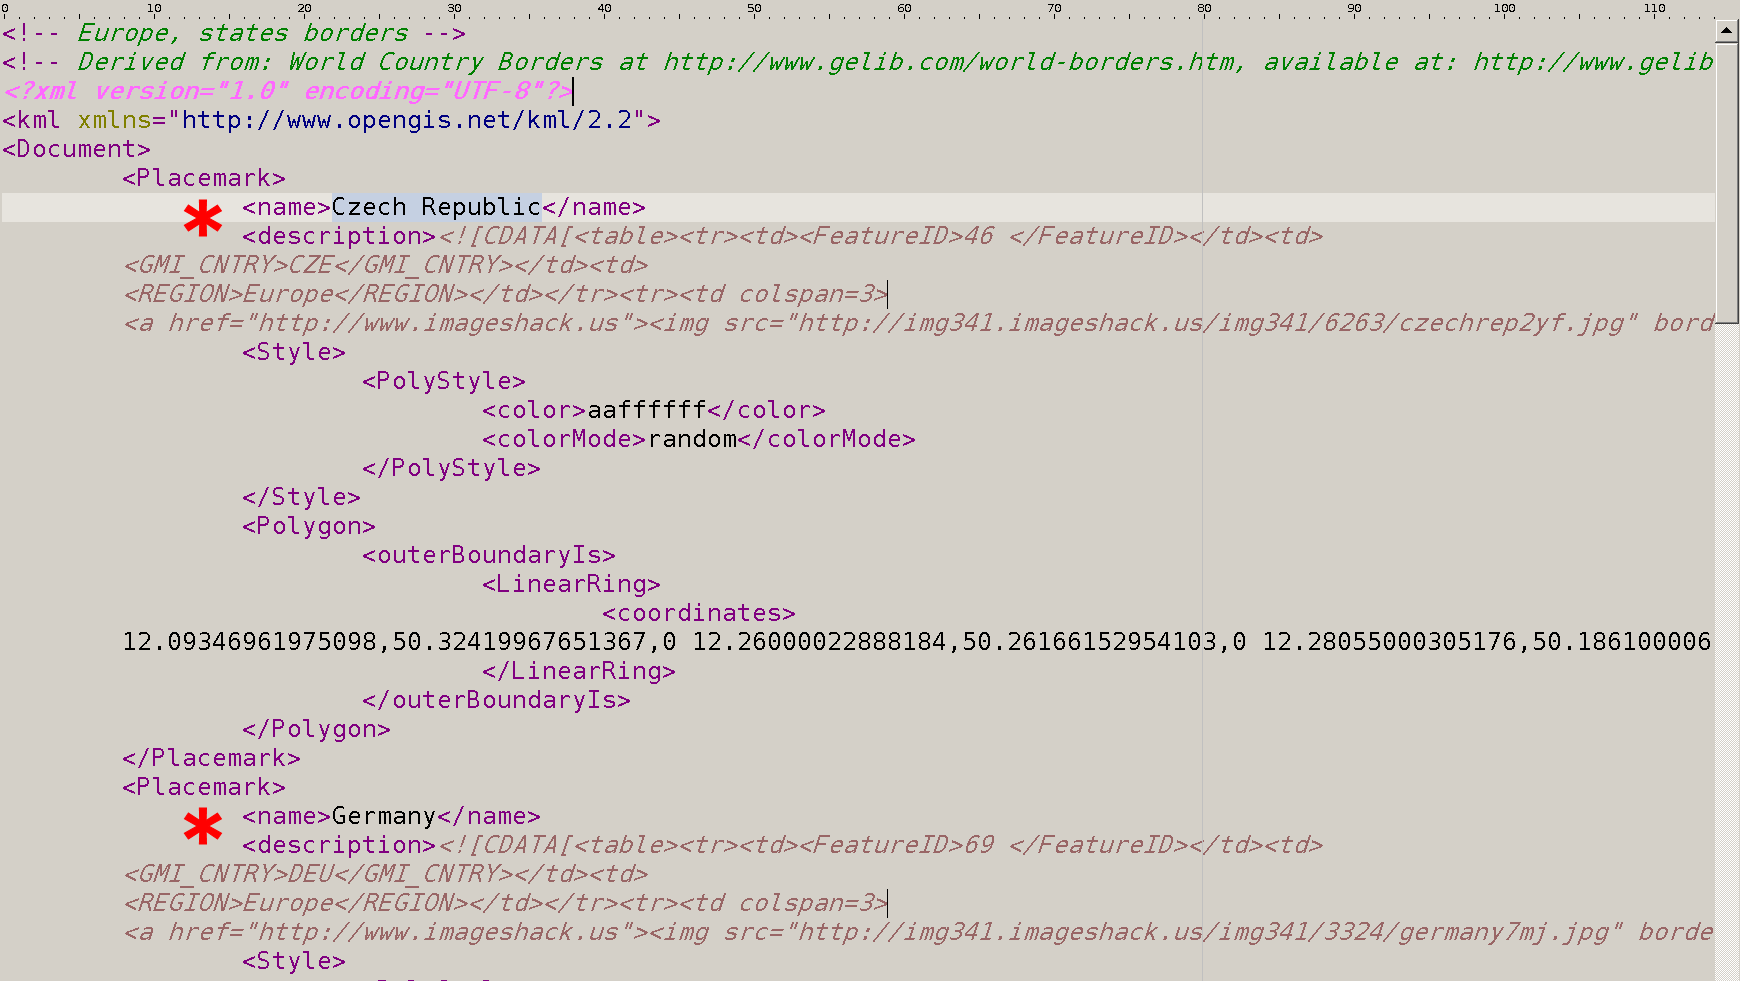 0 10 20 30 40 50 60 70 80 90 100 110
<!-- Europe, states borders -->
<!-- Derived from: World Country Borders at http://www.gelib.com/world-borders.htm, available at: http://www.gelib
<?xml version="1.0" encoding="UTF-8"?>
<kml xmlns="http://www.opengis.net/kml/2.2">
<Document>
<Placemark>
<name>Czech Republic</name>
<description><![CDATA[<table><tr><td><FeatureID>46 </FeatureID></td><td>
<GMI_CNTRY>CZE</GMI_CNTRY></td><td>
<REGION>Europe</REGION></td></tr><tr><td colspan=3>
<a href="http://www.imageshack.us"><img src="http://img341.imageshack.us/img341/6263/czechrep2yf.jpg" bord
<Style>
<PolyStyle>
<color>aaffffff</color>
<colorMode>random</colorMode>
</PolyStyle>
</Style>
<Polygon>
<outerBoundaryIs>
<LinearRing>
<coordinates>
12.09346961975098,50.32419967651367,0 12.26000022888184,50.26166152954103,0 12.28055000305176,50.186100006
</LinearRing>
</outerBoundaryIs>
</Polygon>
</Placemark>
<Placemark>
<name>Germany</name>
<description><![CDATA[<table><tr><td><FeatureID>69 </FeatureID></td><td>
<GMI_CNTRY>DEU</GMI_CNTRY></td><td>
<REGION>Europe</REGION></td></tr><tr><td colspan=3>
<a href="http://www.imageshack.us"><img src="http://img341.imageshack.us/img341/3324/germany7mj.jpg" borde
<Style>